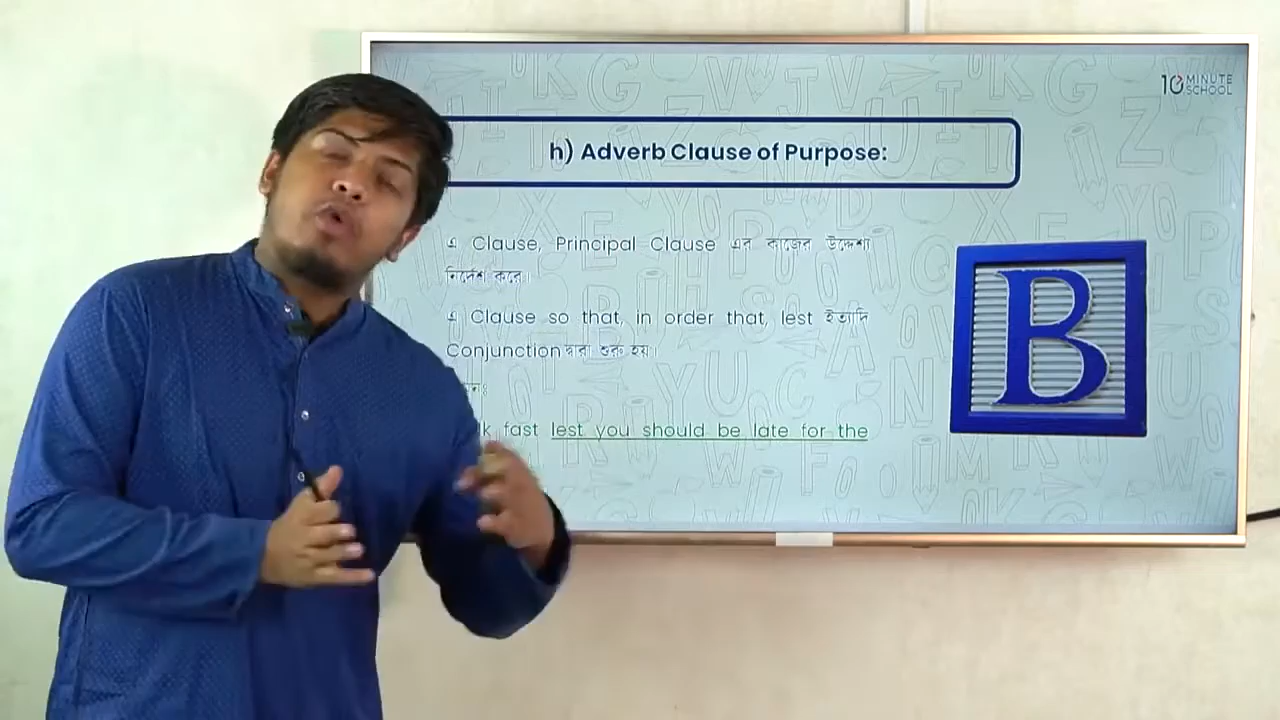 10 MINUTE
SCHOOL
h) Adverb Clause of Purpose:
এ Clause, Principal Clause এর কাজের উদ্দেশ্য
নির্দেশ করে।
এ Clause so that, in order that, lest ইত্যাদি
Conjunction দ্বারা শুরু হয়।
fast lest you should be late for the
B